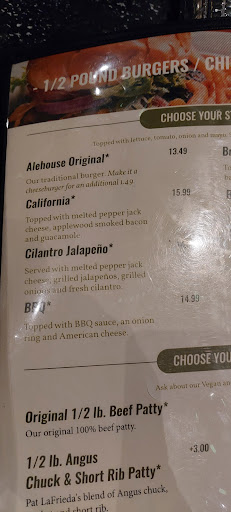 - 1/2 POUND BURGERS / CHI
CHOOSE YOUR S
Topped with lettuce, tomato, onion and mayo.
Alehouse Original* 13.49
Our traditional burger. Make it a
cheeseburger for an additional 1.49
California* 15.99
Topped with melted pepper jack
cheese, applewood smoked bacon
and guacamole.
Cilantro Jalapeño*
Served with melted pepper jack
cheese, grilled jalapeños, grilled
onions and fresh cilantro.
BBQ* 14.99
Topped with BBQ sauce, an onion
ring and American cheese.
CHOOSE YOU
Ask about our Vegan an
Original 1/2 lb. Beef Patty*
Our original 100% beef patty.
1/2 lb. Angus +3.00
Chuck & Short Rib Patty*
Pat LaFrieda's blend of Angus chuck,
short rib.